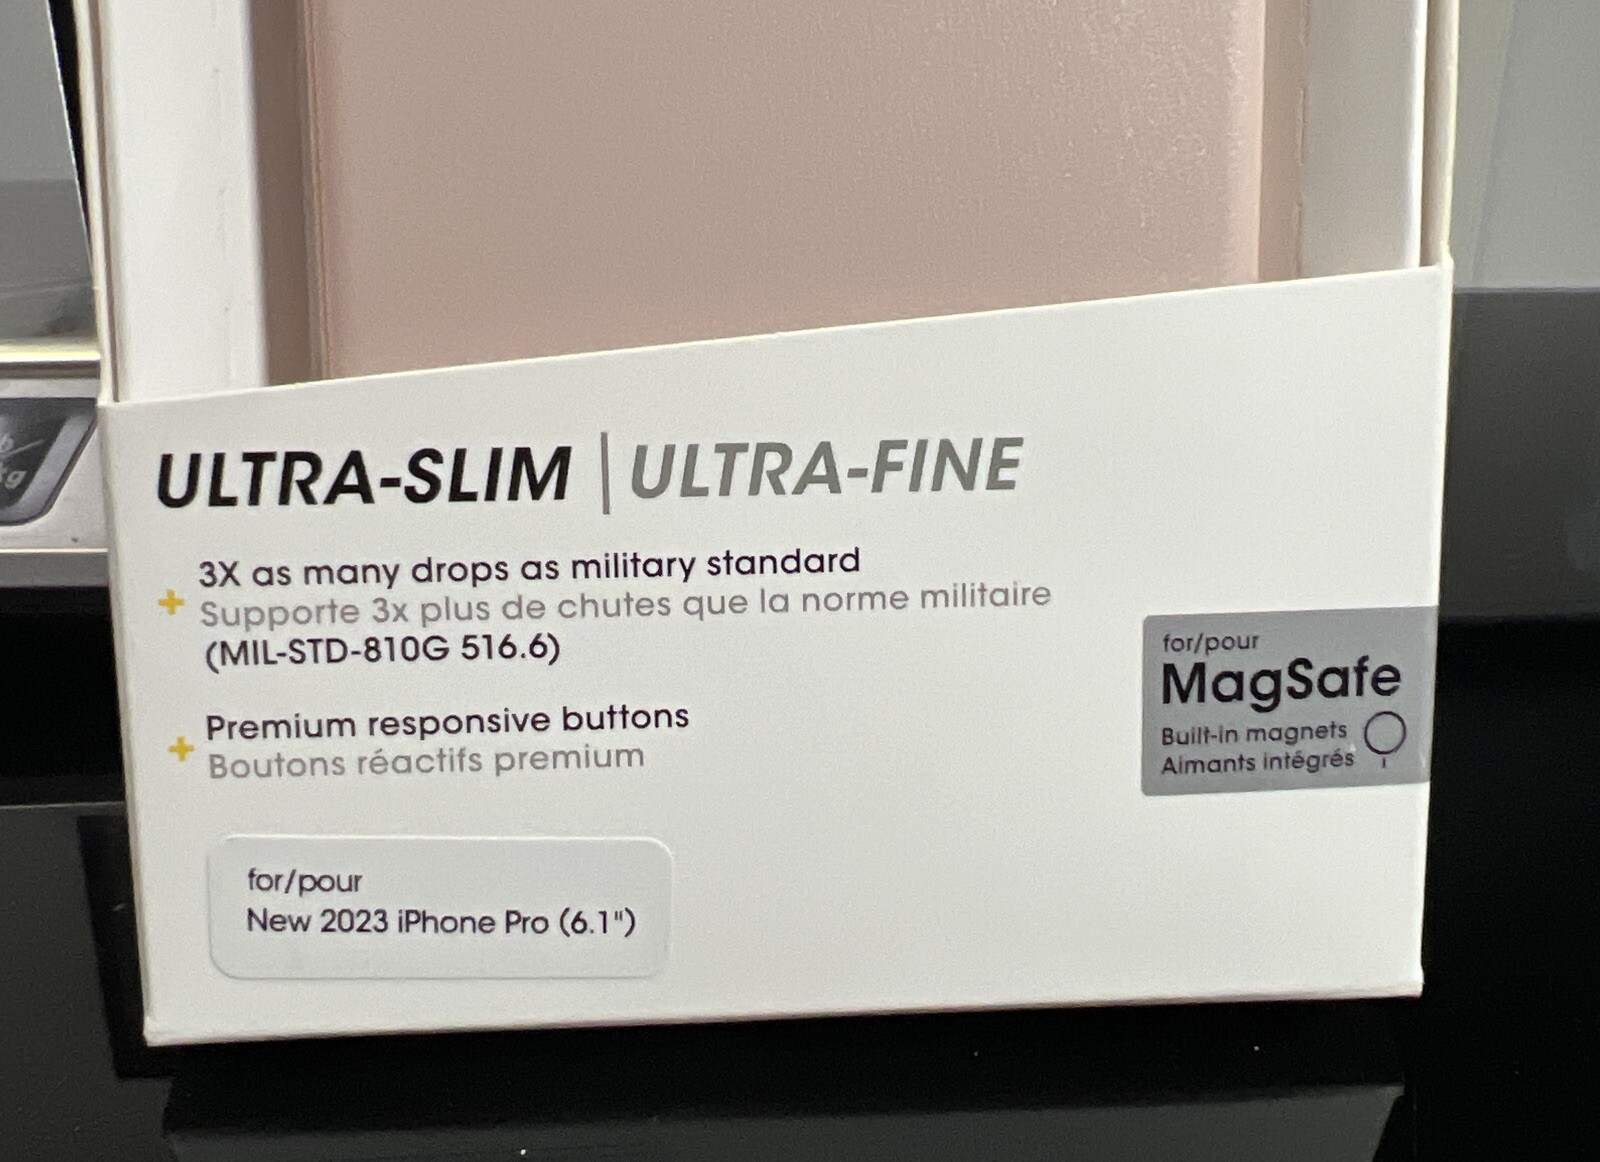 ULTRA-SLIM | ULTRA-FINE
3X as many drops as military standard
Supporte 3x plus de chutes que la norme militaire
(MIL-STD-810G 516.6)
Premium responsive buttons
Boutons réactifs premium
for/pour
MagSafe
Built-in magnets
Aimants intégrés
for/pour
New 2023 iPhone Pro (6.1")